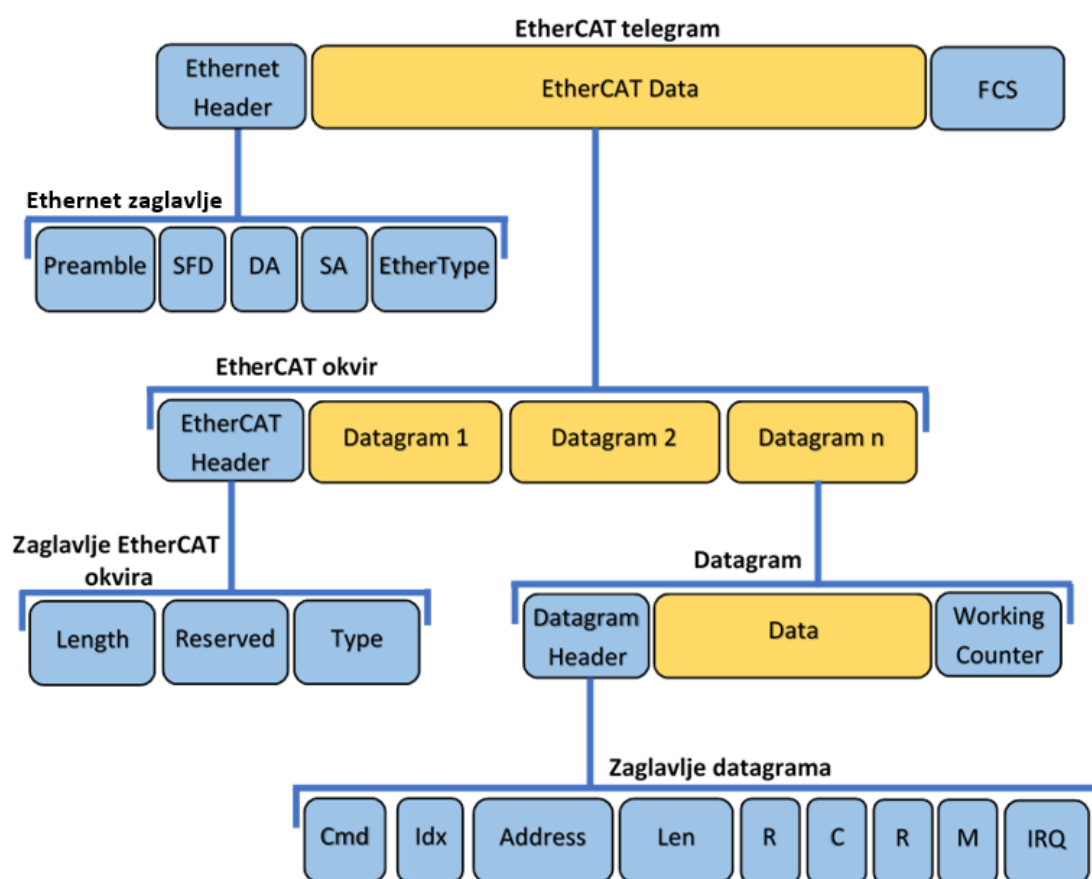 EtherCAT telegram
Ethernet
Header
EtherCAT Data
FCS
Ethernet zaglavlje
Preamble
SFD
DA
SA
EtherType
EtherCAT okvir
EtherCAT
Header
Datagram 1
Datagram 2
Datagram n
Zaglavlje EtherCAT
okvira
Length
Reserved
Type
Datagram
Datagram
Header
Data
Working
Counter
Zaglavlje datagrama
Cmd
Idx
Address
Len
R
C
R
M
IRQ